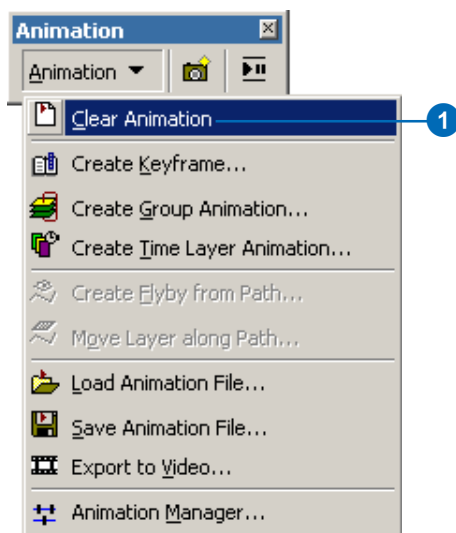 Animation
Animation
Clear Animation
1
Create Keyframe...
Create Group Animation...
Create Time Layer Animation...
Create Flyby from Path...
Move Layer along Path...
Load Animation File...
Save Animation File...
Export to Video...
Animation Manager...